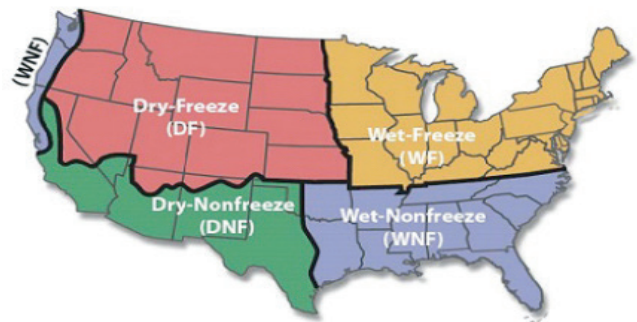 (WNF)
Dry-Freeze
(DF)
Wet-Freeze
(WF)
Dry-Nonfreeze
(DNF)
Wet-Nonfreeze
(WNF)